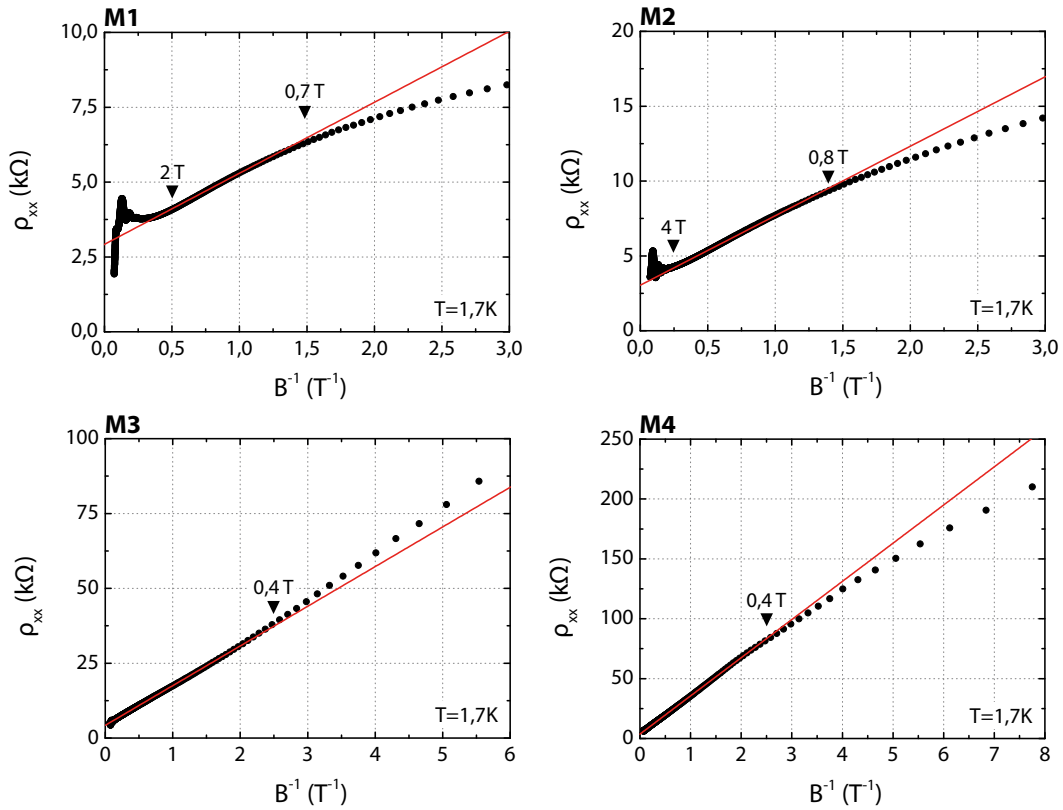 M1
10,0
7,5
5,0
2,5
0,0
ρxx (kΩ)
0,7 T
2 T
T=1,7K
0,0 0,5 1,0 1,5 2,0 2,5 3,0
B⁻¹ (T⁻¹)
M2
20
15
10
5
0
ρxx (kΩ)
0,8 T
4 T
T=1,7K
0,0 0,5 1,0 1,5 2,0 2,5 3,0
B⁻¹ (T⁻¹)
M3
100
75
50
25
0
ρxx (kΩ)
0,4 T
T=1,7K
0 1 2 3 4 5 6
B⁻¹ (T⁻¹)
M4
250
200
150
100
50
0
ρxx (kΩ)
0,4 T
T=1,7K
0 1 2 3 4 5 6 7 8
B⁻¹ (T⁻¹)